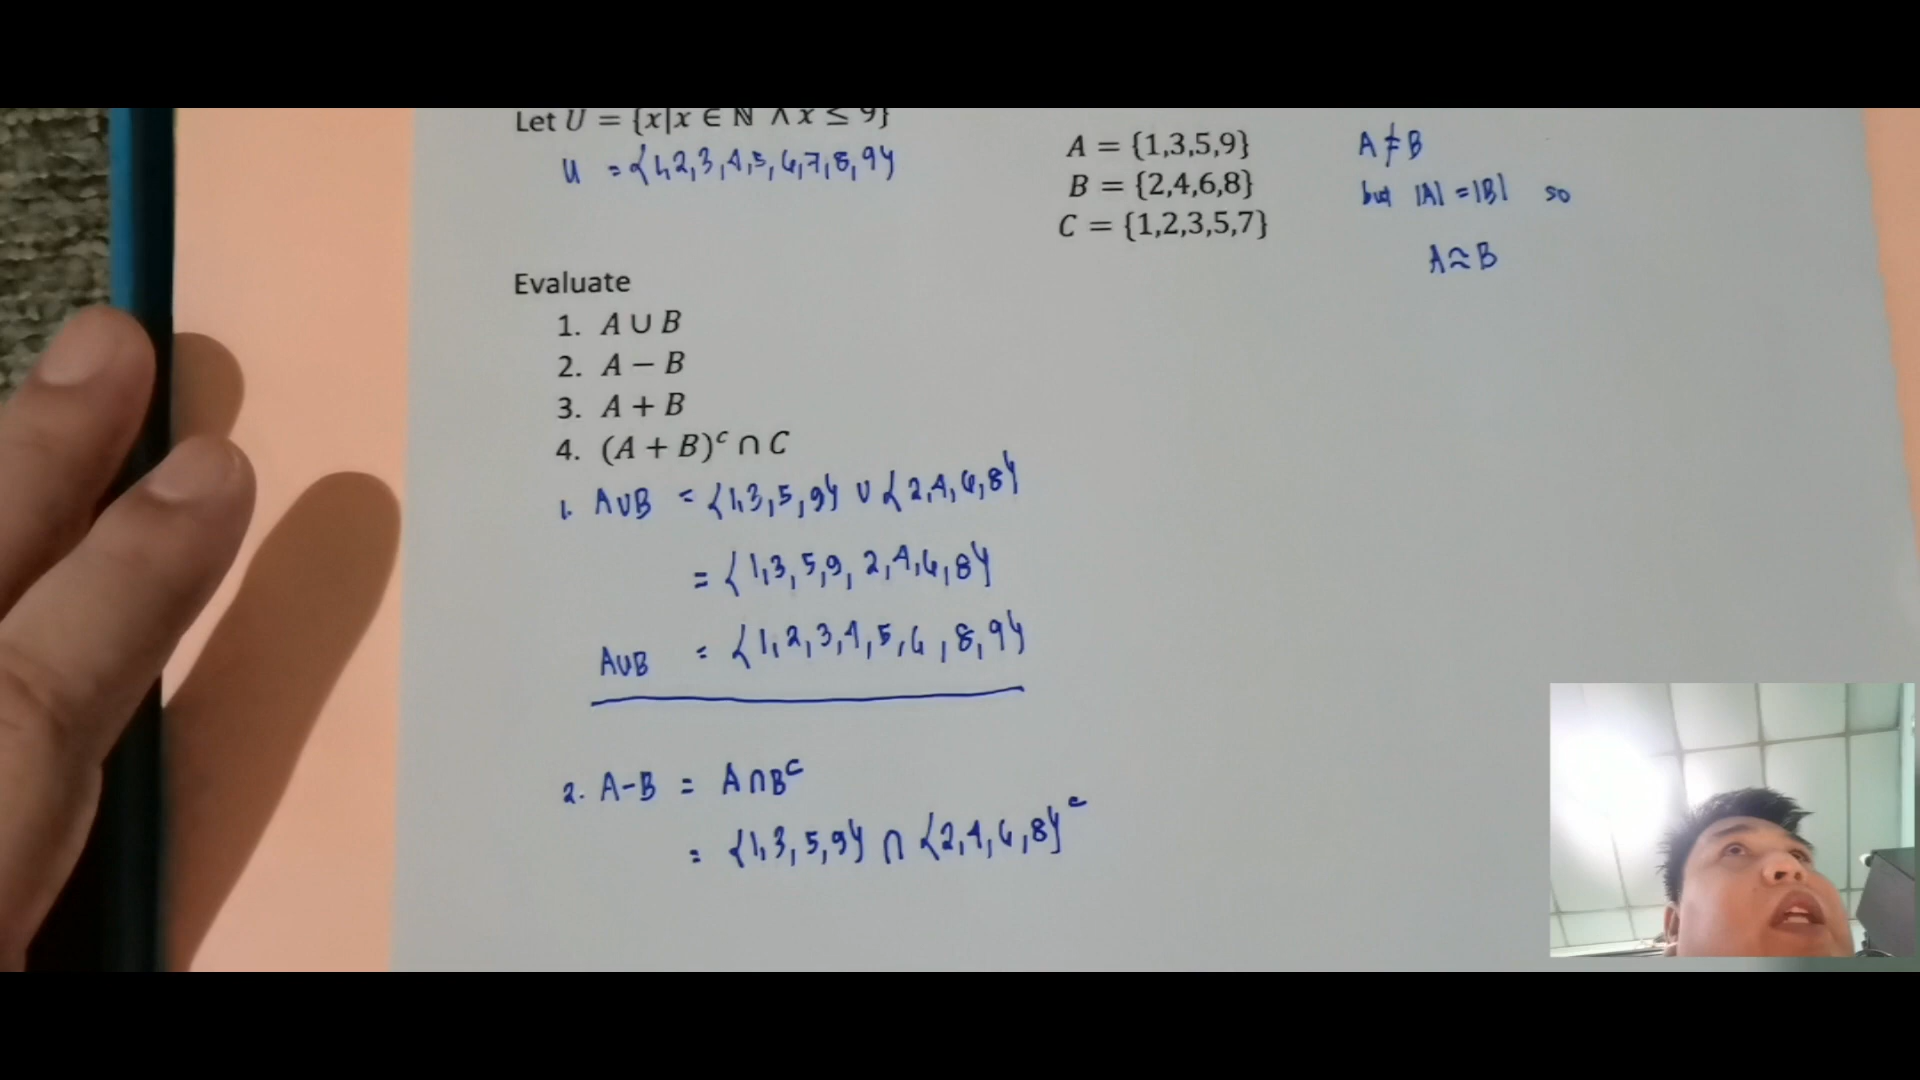 Let U = {x|x ∈ ℕ ∧ x ≤ 9}
U = {1,2,3,4,5,6,7,8,9}
A = {1,3,5,9}
B = {2,4,6,8}
C = {1,2,3,5,7}
A ≠ B
but |A| = |B| so
A ≈ B
Evaluate
1. A ∪ B
2. A − B
3. A + B
4. (A + B)ᶜ ∩ C
1. A∪B = {1,3,5,9} ∪ {2,4,6,8}
= {1,3,5,9,2,4,6,8}
A∪B = {1,2,3,4,5,6,8,9}
2. A-B = A∩Bᶜ
= {1,3,5,9} ∩ {2,4,6,8}ᶜ